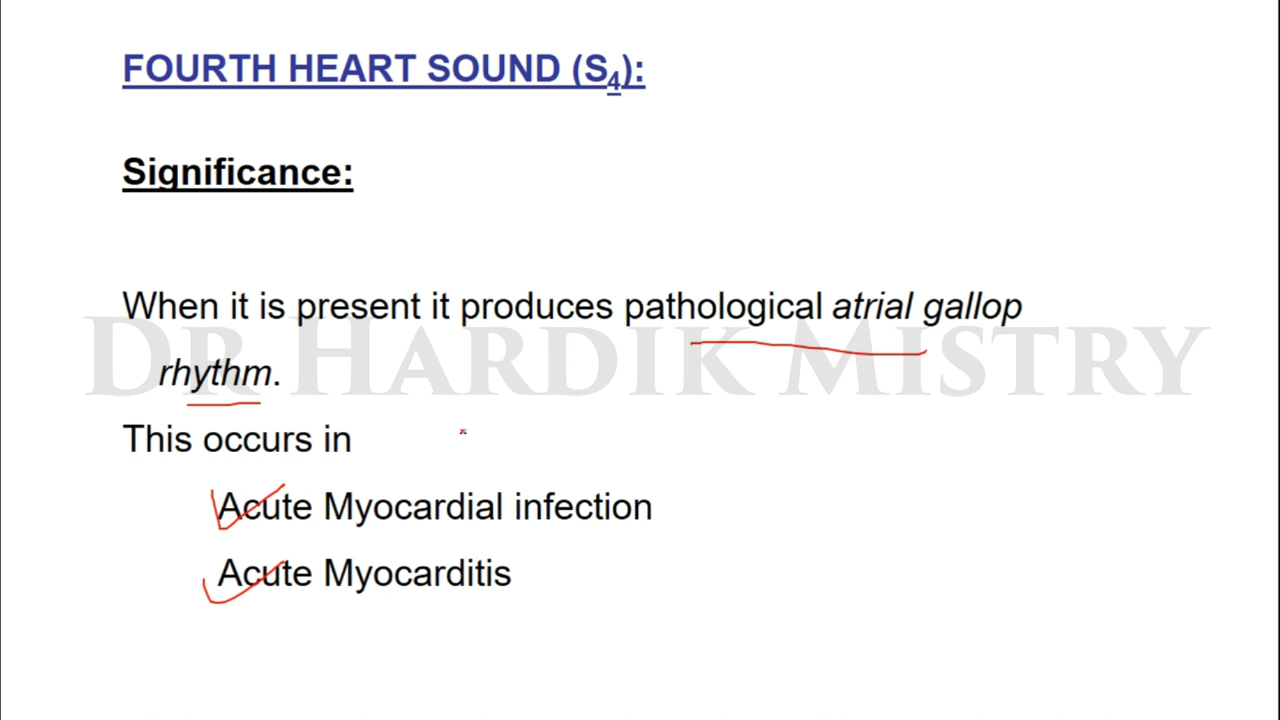 FOURTH HEART SOUND (S4):
Significance:
When it is present it produces pathological atrial gallop
rhythm.
DR HARDIK MISTRY
This occurs in
Acute Myocardial infection
Acute Myocarditis